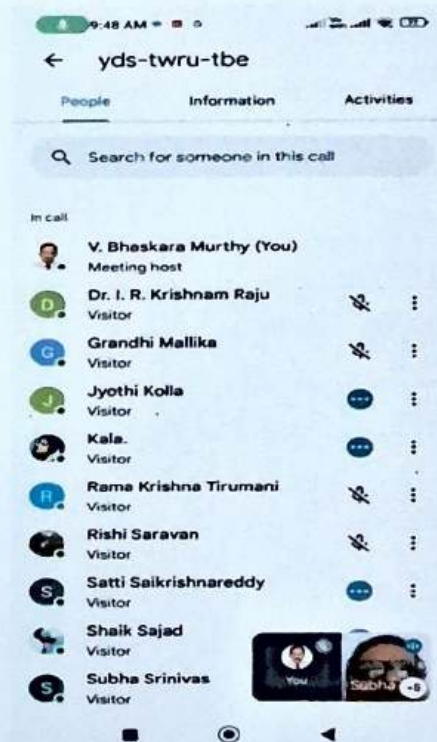 9:48 AM
yds-twru-tbe
People Information Activities
Search for someone in this call
In call
V. Bhaskara Murthy (You)
Meeting host
Dr. I. R. Krishnam Raju
Visitor
D
Grandhi Mallika
Visitor
G
Jyothi Kolla
Visitor
J
Kala.
Visitor
Rama Krishna Tirumani
Visitor
R
Rishi Saravan
Visitor
Satti Saikrishnareddy
Visitor
S
Shaik Sajad
Visitor
Subha Srinivas
Visitor
S
You
Subha